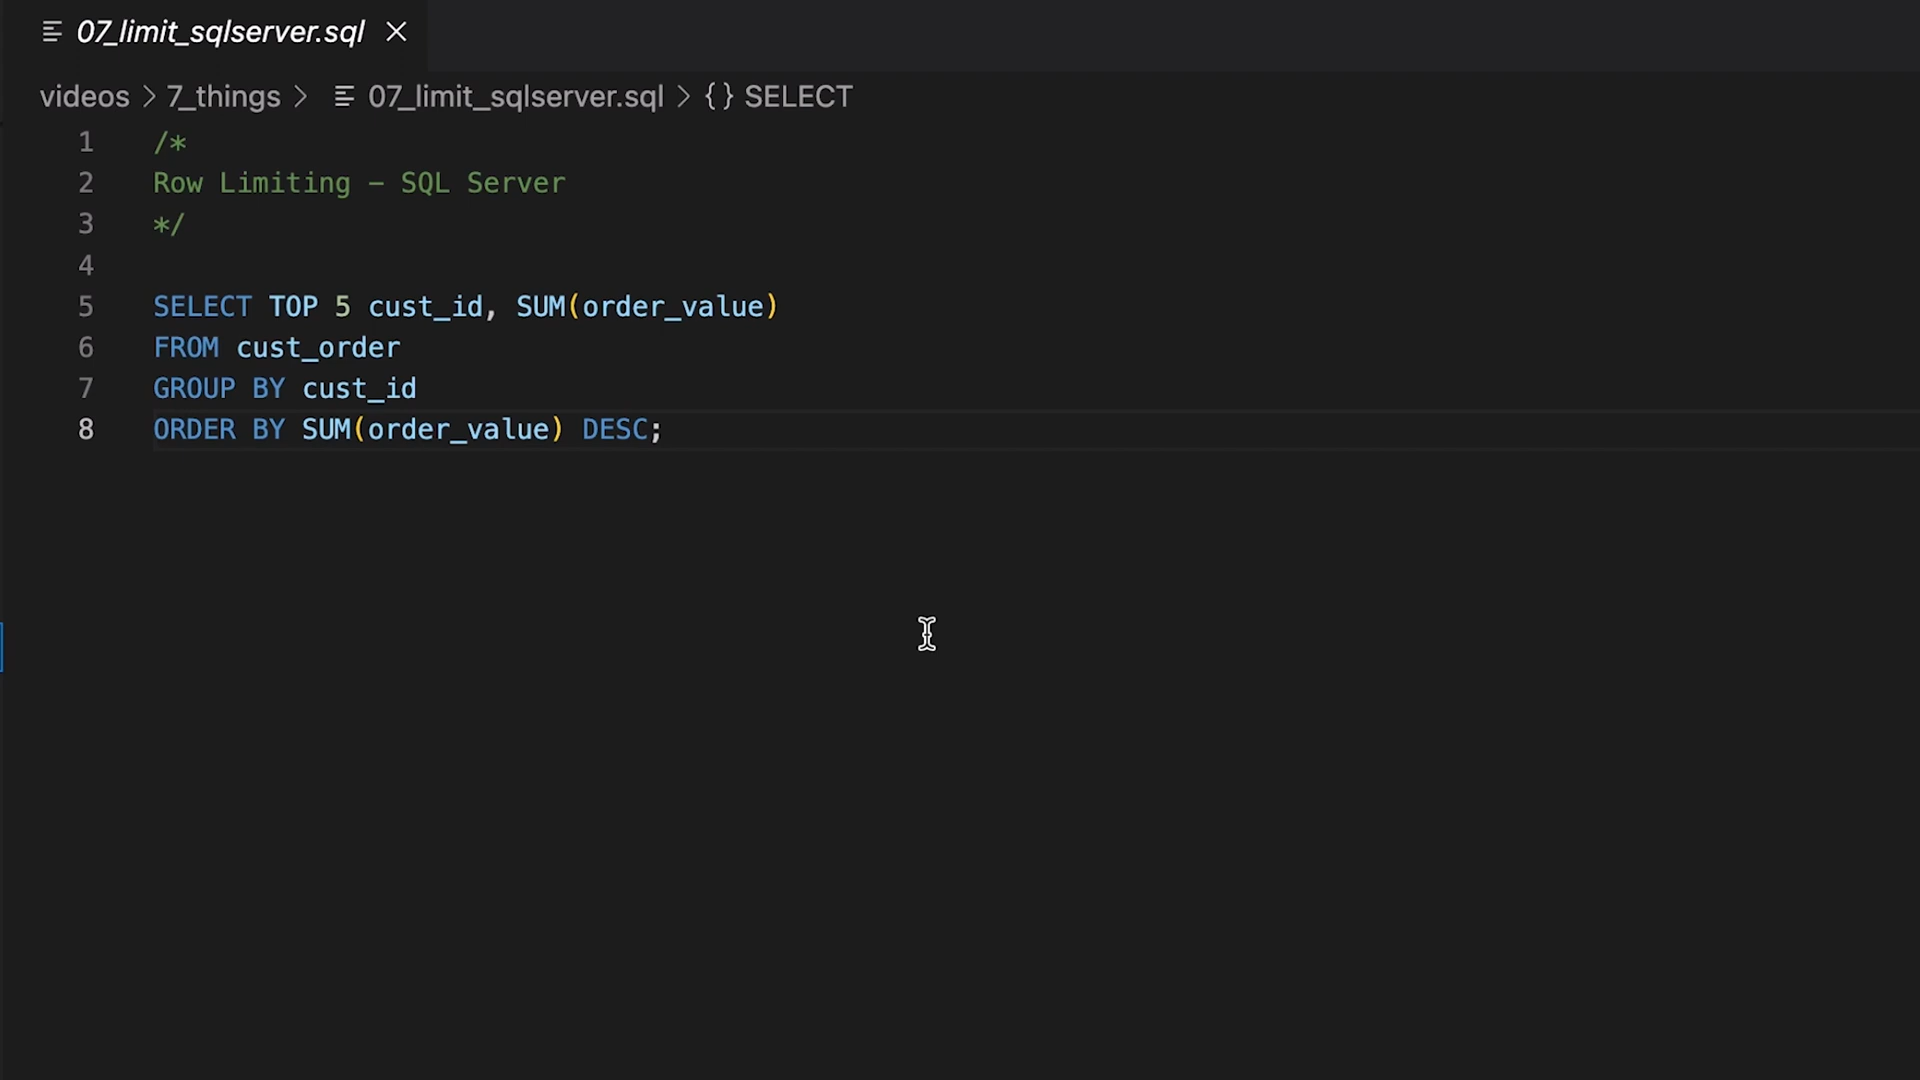 07_limit_sqlserver.sql
videos > 7_things > 07_limit_sqlserver.sql > {} SELECT
1 /*
2 Row Limiting – SQL Server
3 */
4
5 SELECT TOP 5 cust_id, SUM(order_value)
6 FROM cust_order
7 GROUP BY cust_id
8 ORDER BY SUM(order_value) DESC;